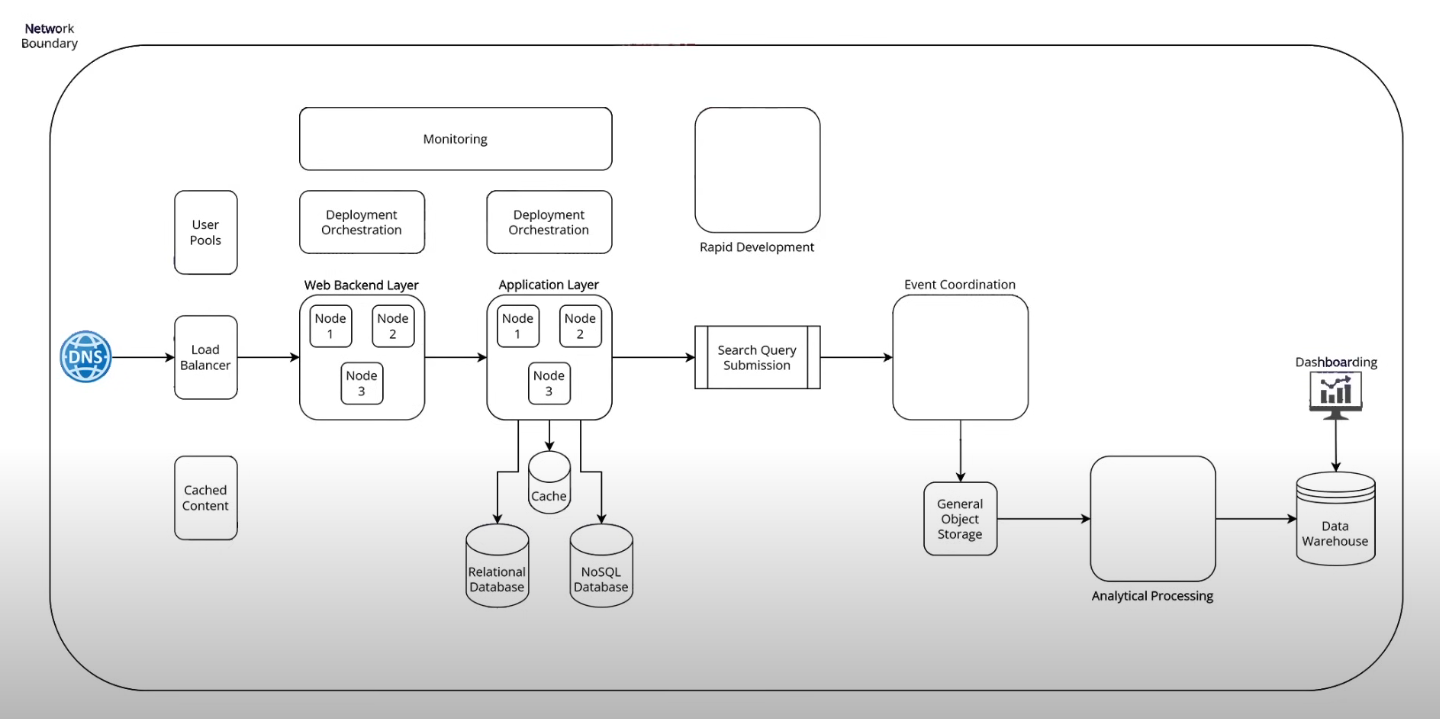 Network
Boundary
Monitoring
User
Pools
Deployment
Orchestration
Deployment
Orchestration
Rapid Development
Web Backend Layer
Application Layer
Event Coordination
Node
1
Node
2
Node
3
Node
1
Node
2
Node
3
DNS
Load
Balancer
Search Query
Submission
Dashboarding
Cached
Content
Cache
Relational
Database
NoSQL
Database
General
Object
Storage
Analytical Processing
Data
Warehouse